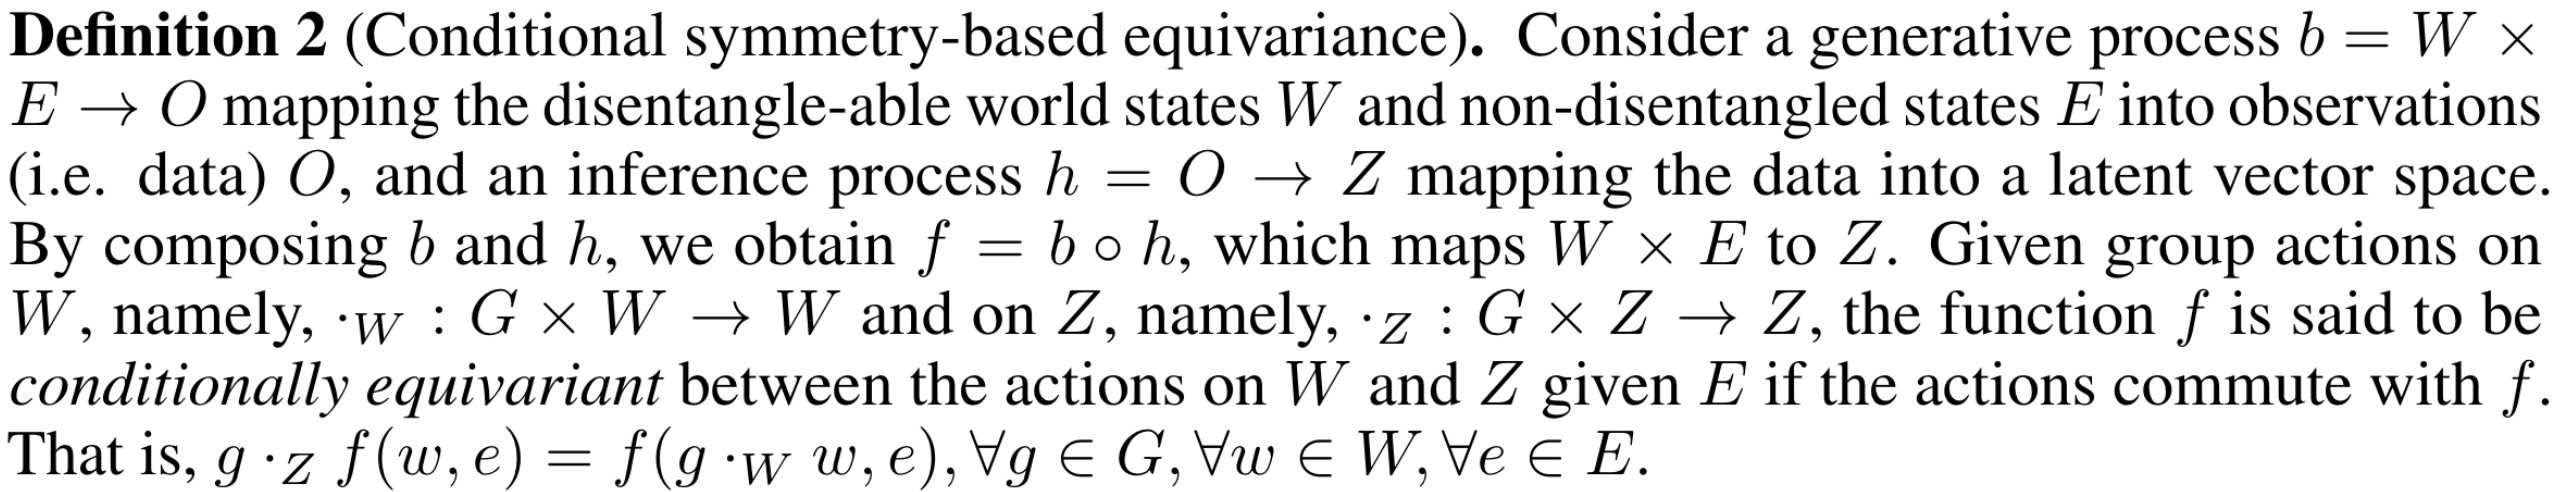 Definition 2 (Conditional symmetry-based equivariance). Consider a generative process b = W ×
E → O mapping the disentangle-able world states W and non-disentangled states E into observations
(i.e. data) O, and an inference process h = O → Z mapping the data into a latent vector space.
By composing b and h, we obtain f = b ∘ h, which maps W × E to Z. Given group actions on
W, namely, ·_W : G × W → W and on Z, namely, ·_Z : G × Z → Z, the function f is said to be
conditionally equivariant between the actions on W and Z given E if the actions commute with f.
That is, g ·_Z f(w, e) = f(g ·_W w, e), ∀g ∈ G, ∀w ∈ W, ∀e ∈ E.